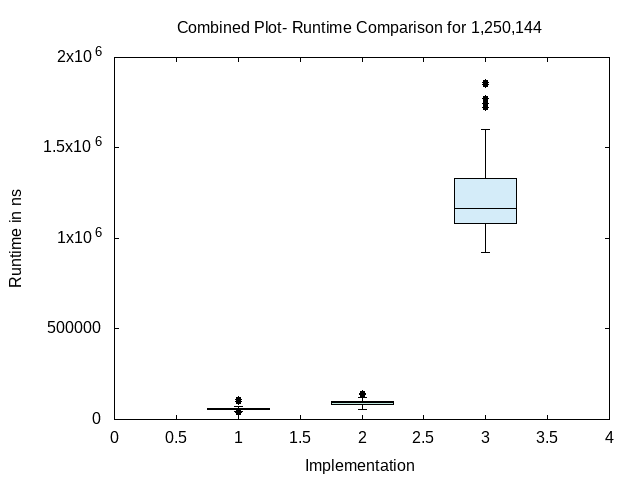 Combined Plot- Runtime Comparison for 1,250,144
2x10^6
1.5x10^6
1x10^6
500000
0
Runtime in ns
0 0.5 1 1.5 2 2.5 3 3.5 4
Implementation